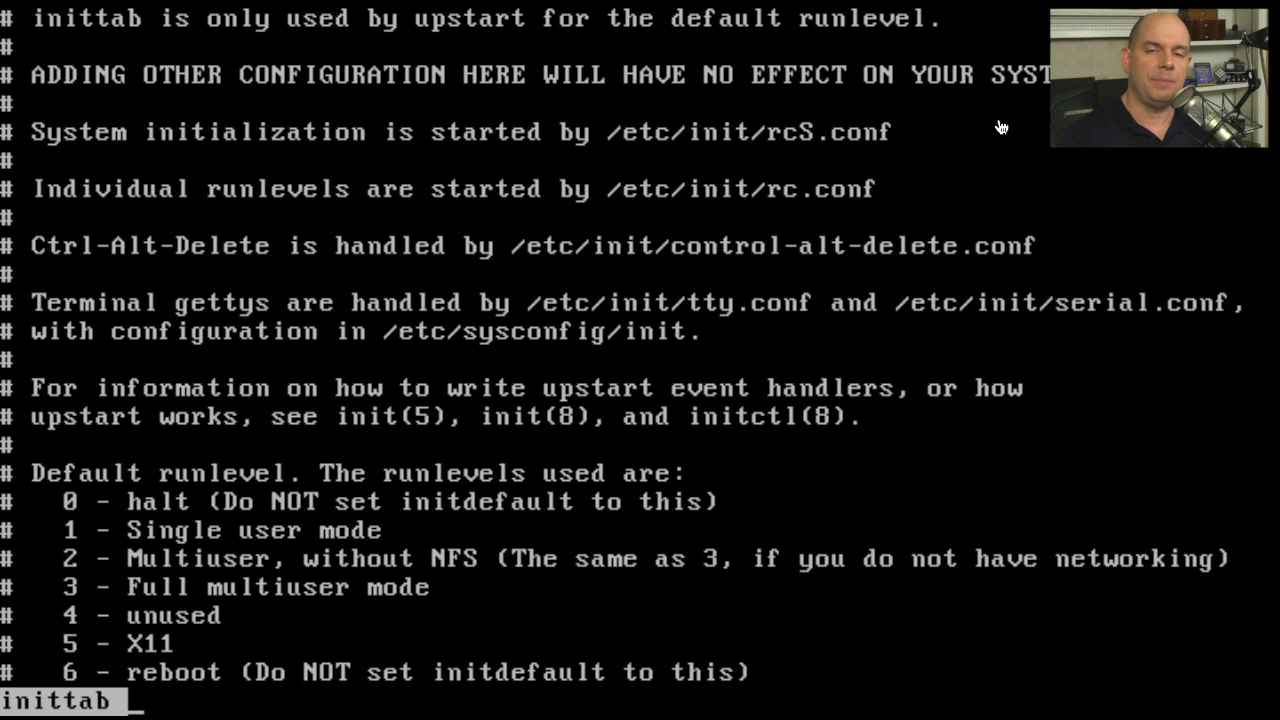 # inittab is only used by upstart for the default runlevel.
#
# ADDING OTHER CONFIGURATION HERE WILL HAVE NO EFFECT ON YOUR SYST
#
# System initialization is started by /etc/init/rcS.conf
#
# Individual runlevels are started by /etc/init/rc.conf
#
# Ctrl-Alt-Delete is handled by /etc/init/control-alt-delete.conf
#
# Terminal gettys are handled by /etc/init/tty.conf and /etc/init/serial.conf,
# with configuration in /etc/sysconfig/init.
#
# For information on how to write upstart event handlers, or how
# upstart works, see init(5), init(8), and initctl(8).
#
# Default runlevel. The runlevels used are:
#   0 - halt (Do NOT set initdefault to this)
#   1 - Single user mode
#   2 - Multiuser, without NFS (The same as 3, if you do not have networking)
#   3 - Full multiuser mode
#   4 - unused
#   5 - X11
#   6 - reboot (Do NOT set initdefault to this)
inittab